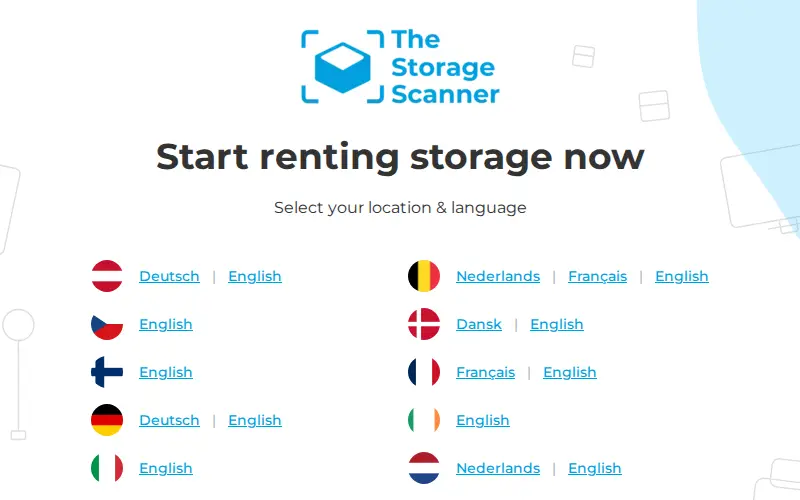 The
Storage
Scanner
Start renting storage now
Select your location & language
Deutsch | English
Nederlands | Français | English
English
Dansk | English
English
Français | English
Deutsch | English
English
English
Nederlands | English